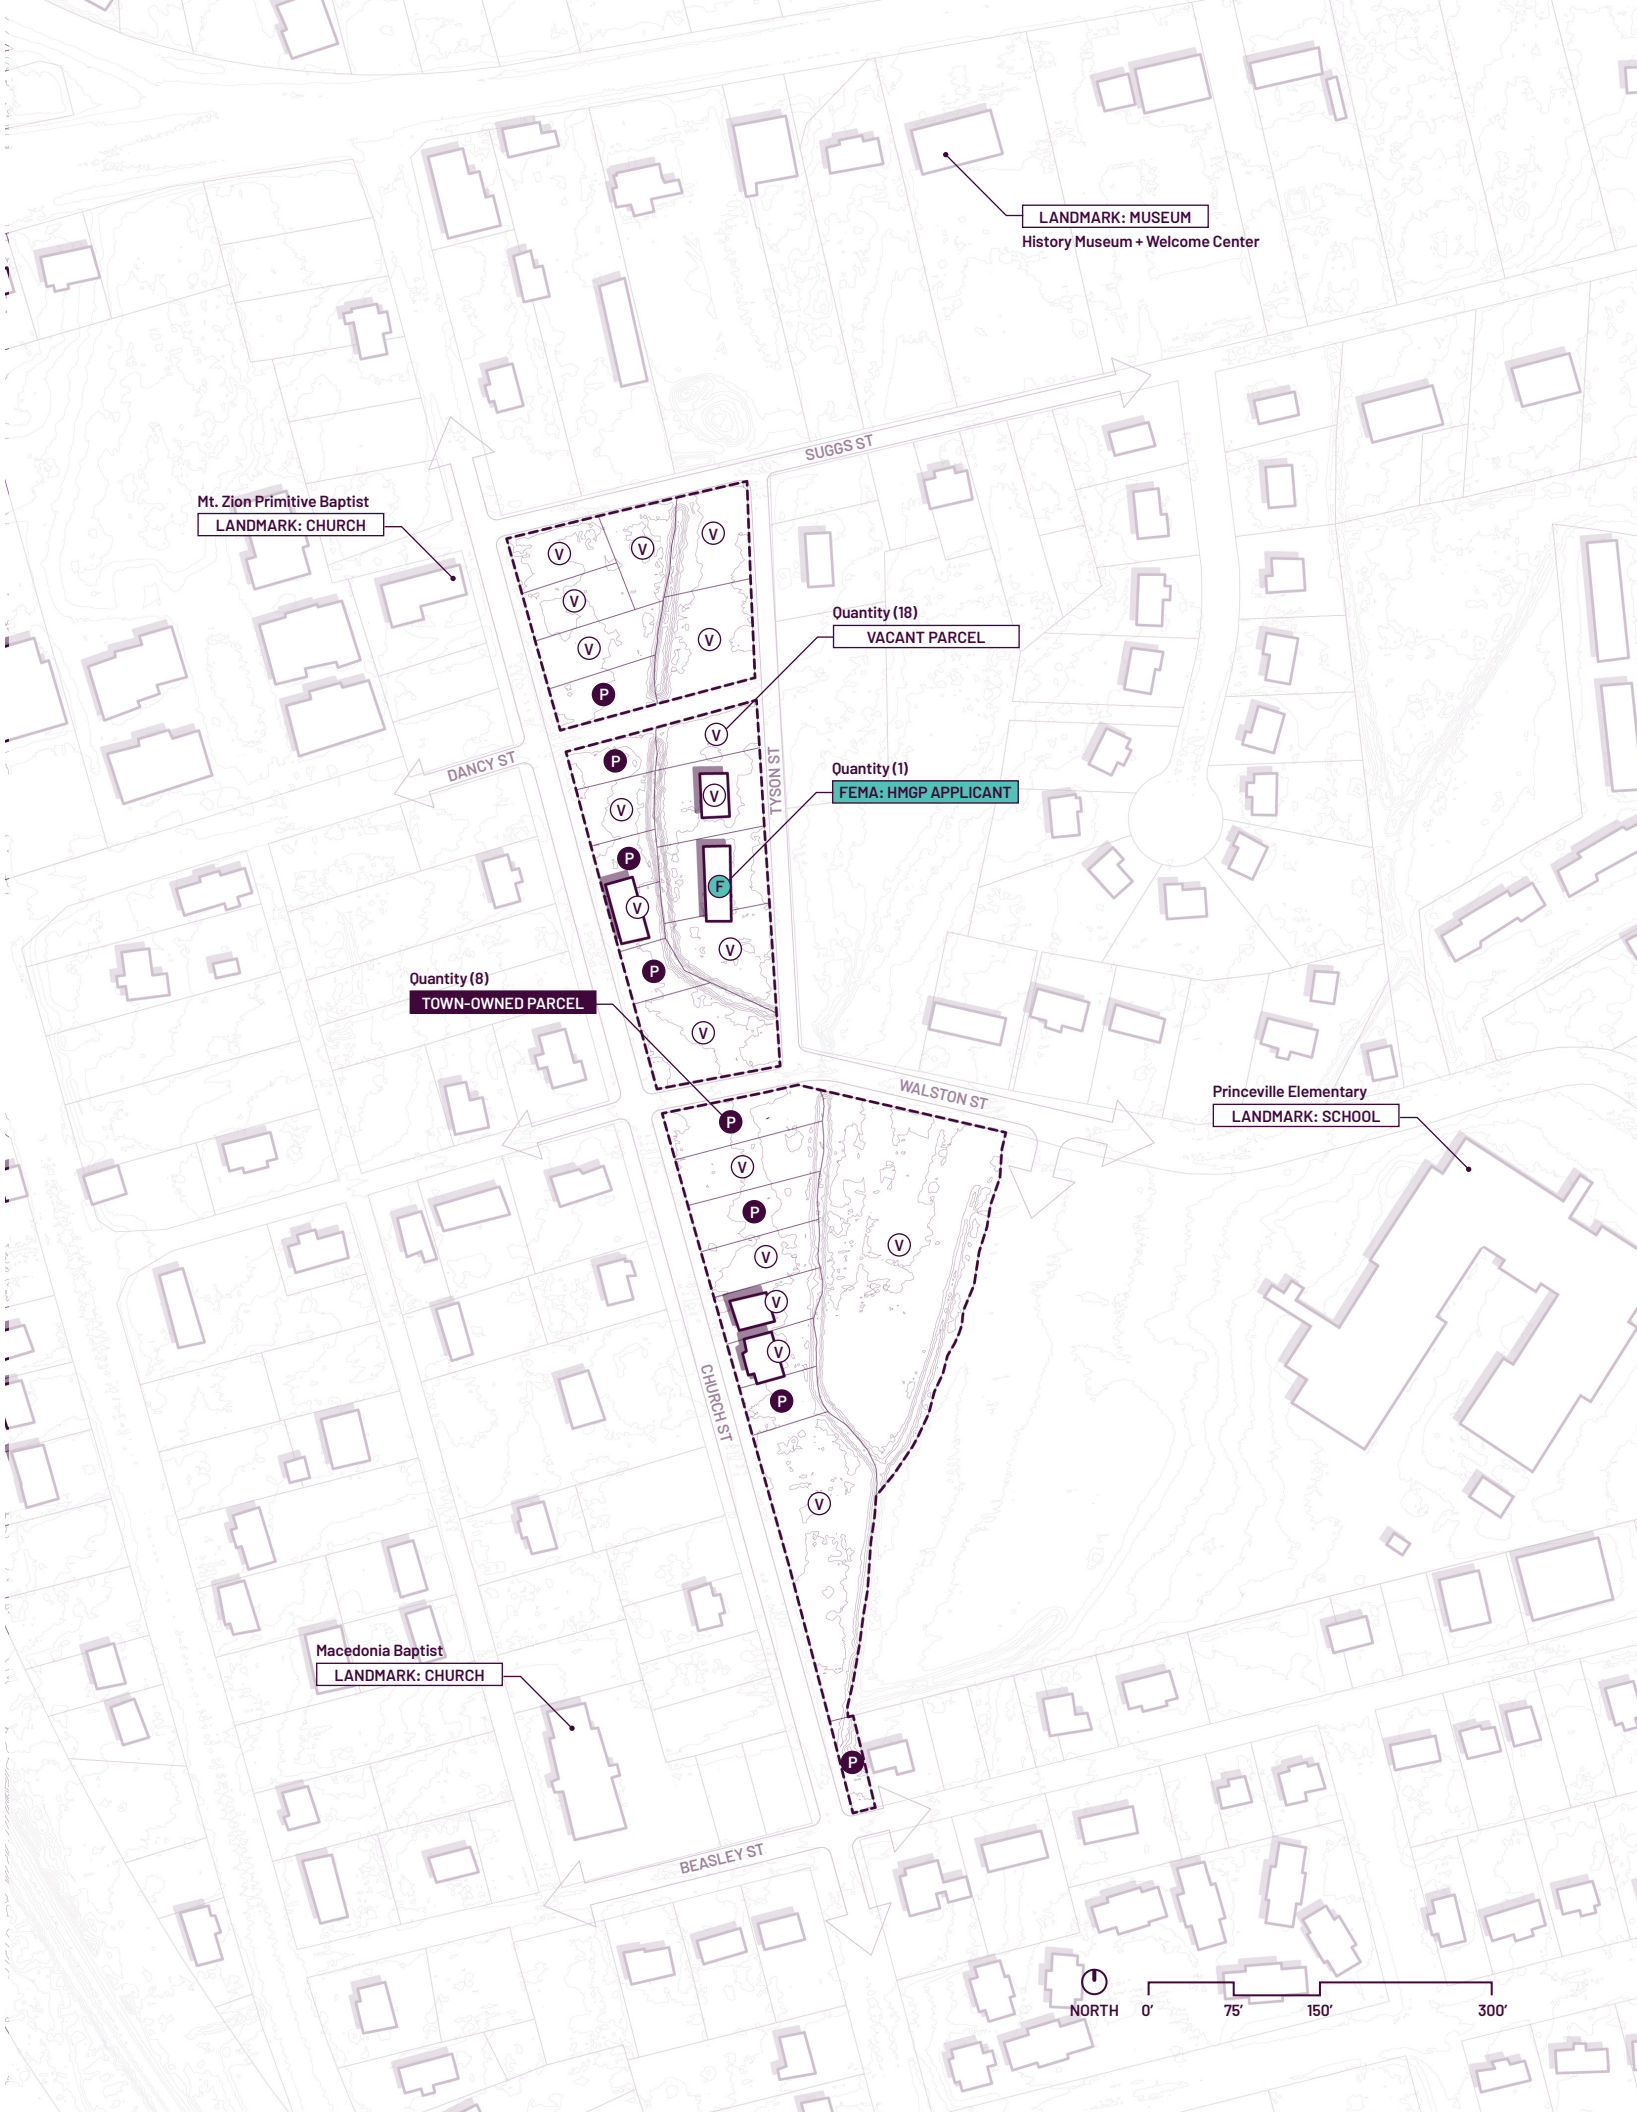 LANDMARK: MUSEUM
History Museum + Welcome Center
SUGGS ST
Mt. Zion Primitive Baptist
LANDMARK: CHURCH
V
V
V
V
V
V
V
P
Quantity (18)
VACANT PARCEL
V
P
DANCY ST
TYSON ST
Quantity (1)
FEMA: HMGP APPLICANT
V
V
P
F
V
V
P
Quantity (8)
TOWN-OWNED PARCEL
V
WALSTON ST
Princeville Elementary
LANDMARK: SCHOOL
P
V
P
V
V
V
V
P
CHURCH ST
V
Macedonia Baptist
LANDMARK: CHURCH
P
BEASLEY ST
NORTH
0’ 75’ 150’ 300’